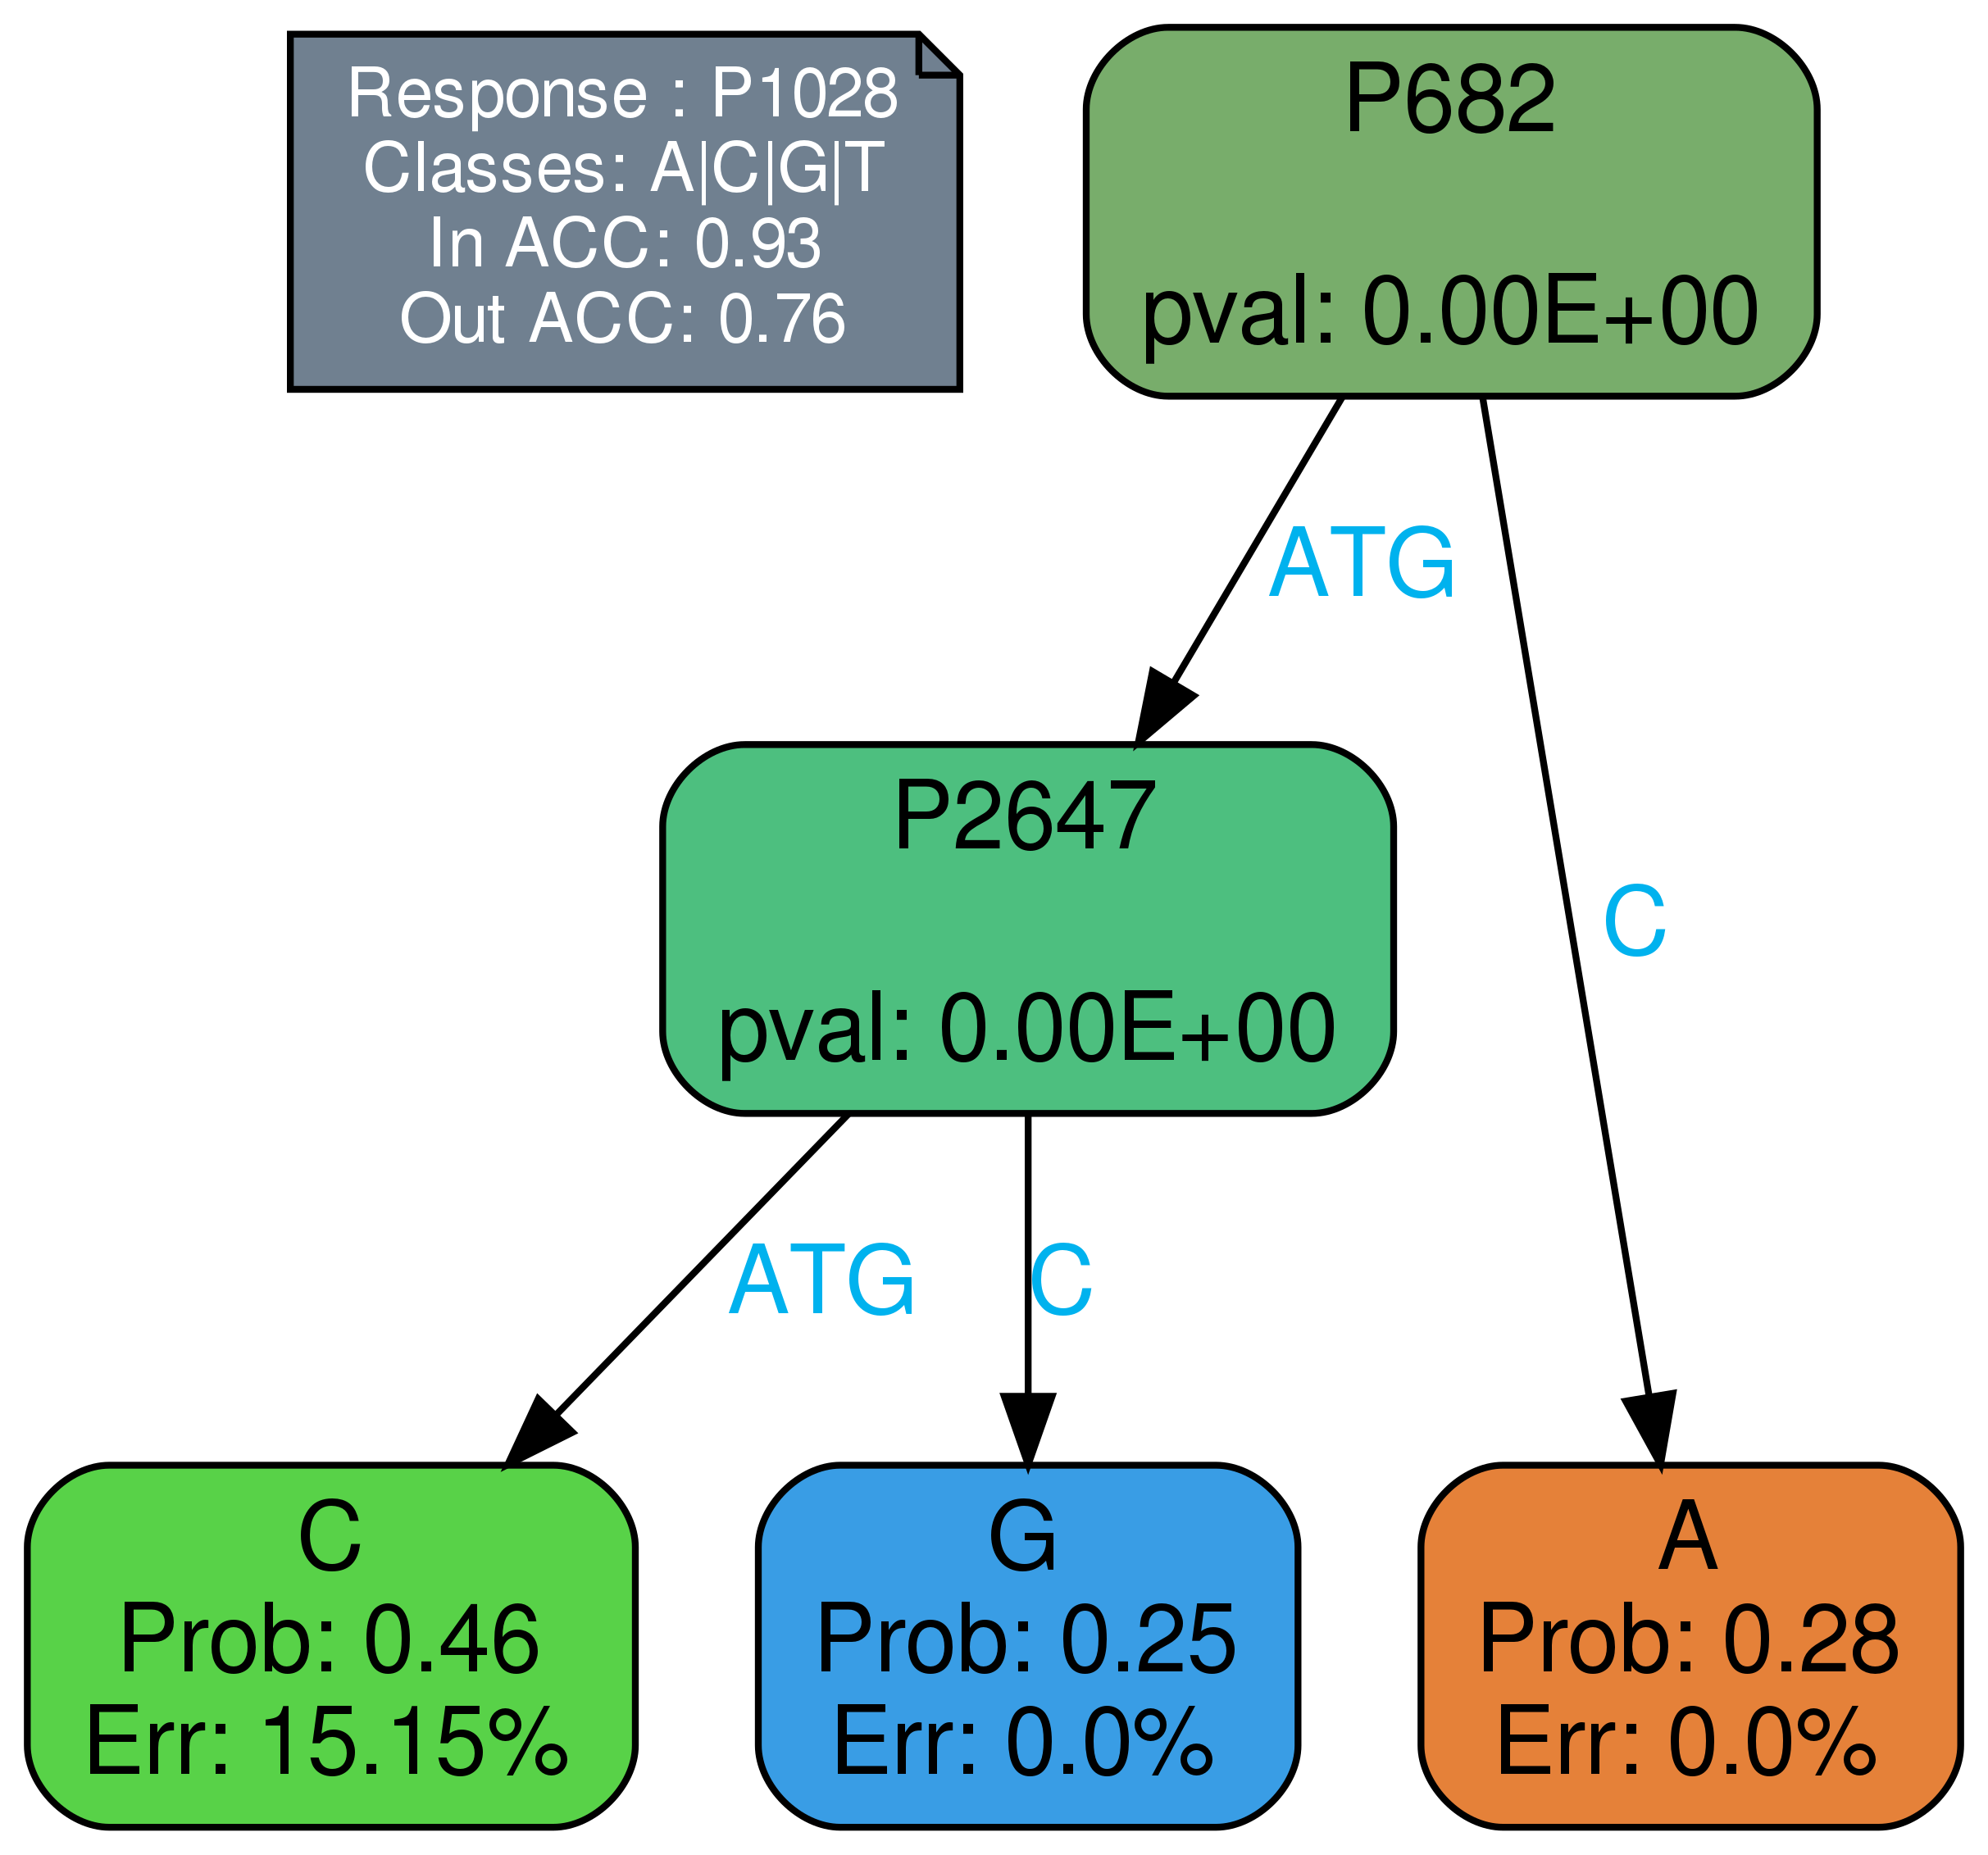 Response : P1028
Classes: A|C|G|T
In ACC: 0.93
Out ACC: 0.76
P682
pval: 0.00E+00
ATG
C
P2647
pval: 0.00E+00
ATG
C
C
Prob: 0.46
Err: 15.15%
G
Prob: 0.25
Err: 0.0%
A
Prob: 0.28
Err: 0.0%